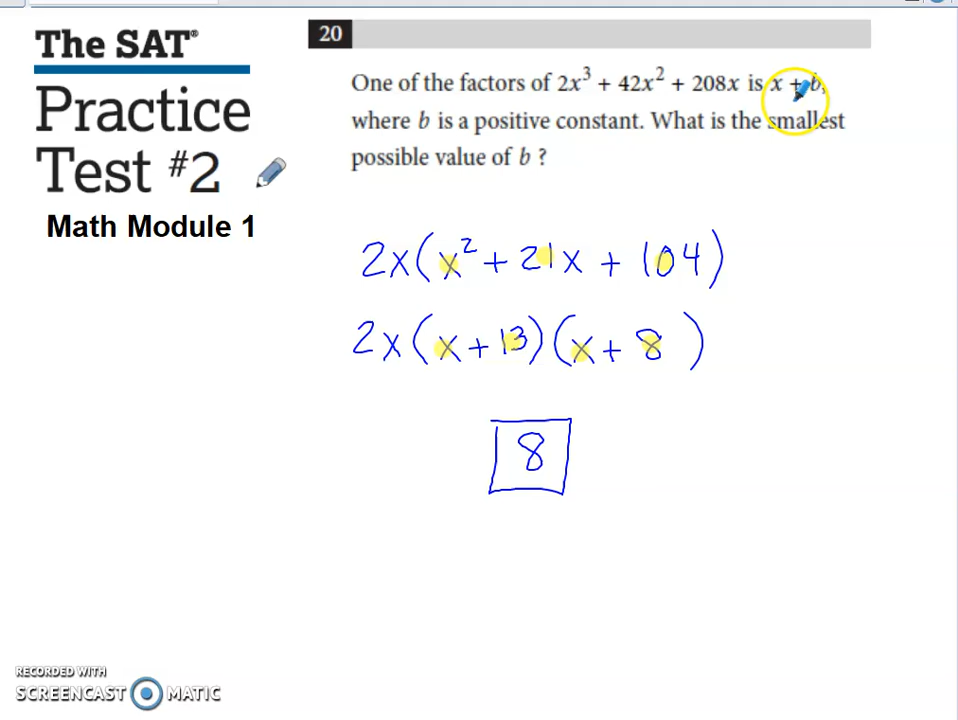 The SAT®
Practice
Test #2
Math Module 1
20
One of the factors of 2x³ + 42x² + 208x is x + b,
where b is a positive constant. What is the smallest
possible value of b ?
2x(x² + 21x + 104)
2x(x + 13)(x + 8)
8
RECORDED WITH
SCREENCAST MATIC